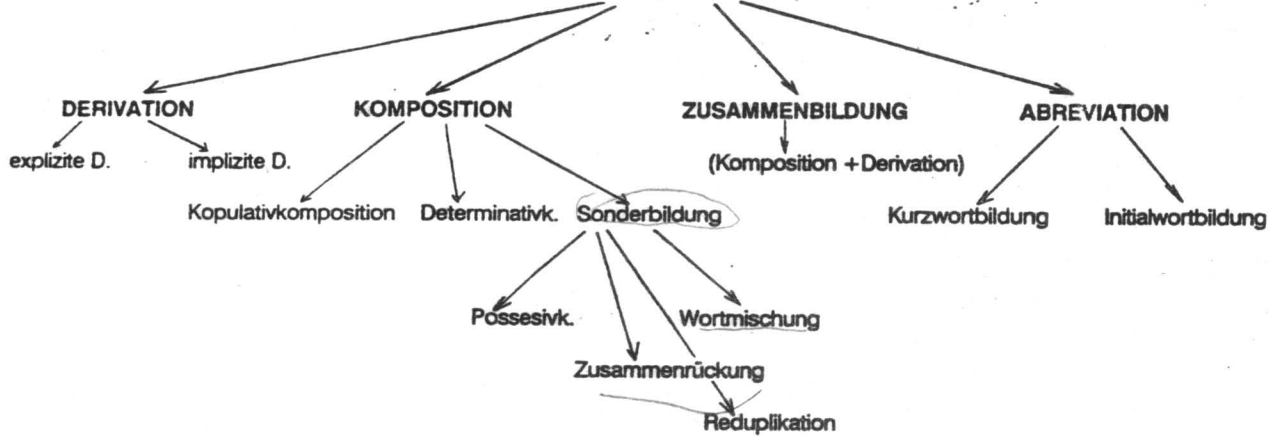 DERIVATION KOMPOSITION ZUSAMMENBILDUNG ABREVIATION
explizite D. implizite D. (Komposition + Derivation)
Kopulativkomposition Determinativk. Sonderbildung Kurzwortbildung Initialwortbildung
Possesivk. Wortmischung
Zusammenrückung
Reduplikation